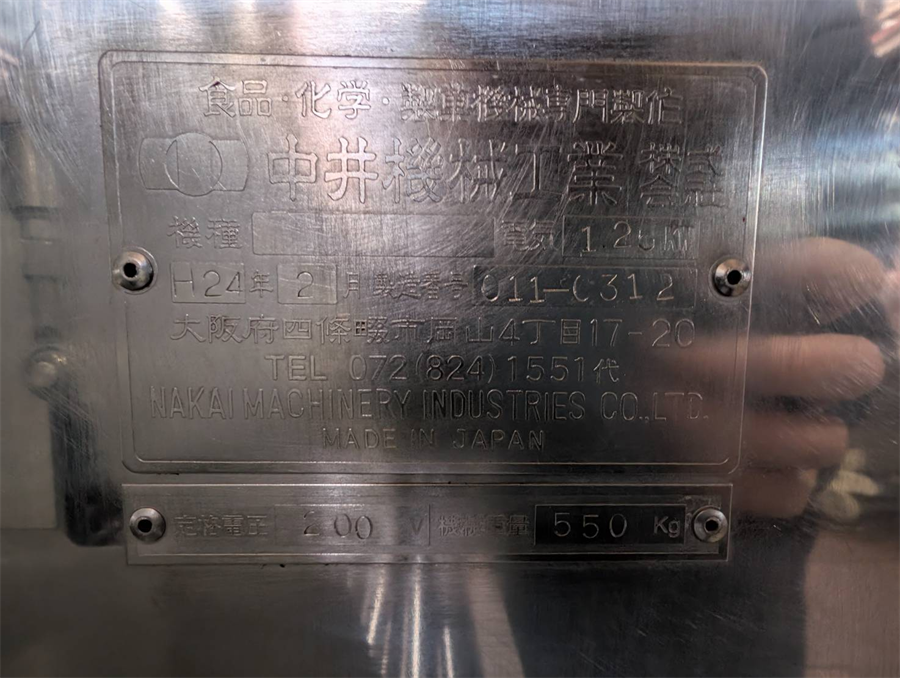 食品・化学・製菓機械専門製作
中井機械工業 株式会社
機種 電気 1.26KW
H24年 2月 製造番号 011-0312
大阪府四條畷市岡山4丁目17-20
TEL 072(824)1551代
NAKAI MACHINERY INDUSTRIES CO.,LTD.
MADE IN JAPAN
定格電圧 200 V 機械重量 550 Kg